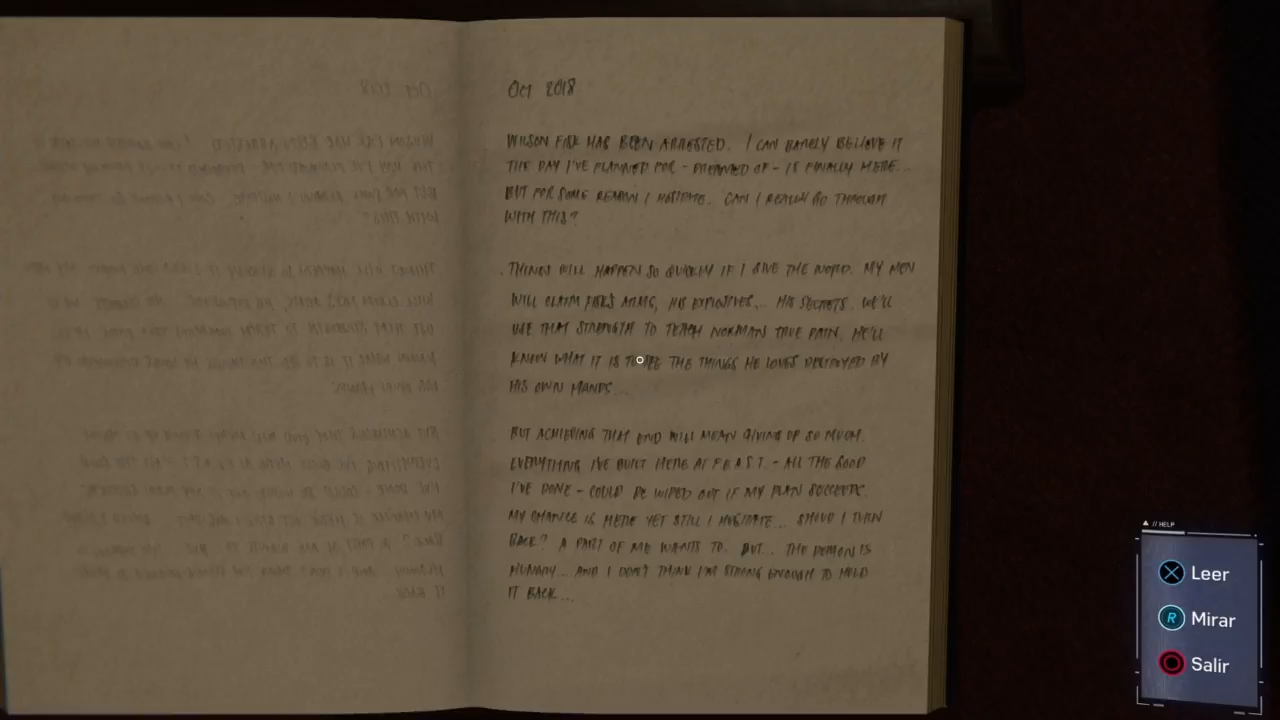 Oct 2018
WILSON FISK HAS BEEN ARRESTED. I CAN BARELY BELIEVE IT
THE DAY I'VE PLANNED FOR - DREAMED OF - IS FINALLY HERE...
BUT FOR SOME REASON I HESITATE. CAN I REALLY GO THROUGH
WITH THIS?
THINGS WILL HAPPEN SO QUICKLY IF I GIVE THE WORD. MY MEN
WILL CLAIM FISK'S ARMS, HIS EXPLOSIVES... HIS SECRETS. WE'LL
USE THAT STRENGTH TO TEACH NORMAN TRUE PAIN. HE'LL
KNOW WHAT IT IS TO SEE THE THINGS HE LOVES DESTROYED BY
HIS OWN HANDS...
BUT ACHIEVING THAT END WILL MEAN GIVING UP SO MUCH.
EVERYTHING I'VE BUILT HERE AT F.E.A.S.T. - ALL THE GOOD
I'VE DONE - COULD BE WIPED OUT IF MY PLAN SUCCEEDS.
MY CHANCE IS HERE YET STILL I HESITATE... SHOULD I TURN
BACK? A PART OF ME WANTS TO. BUT... THE DEMON IS
HUNGRY... AND I DON'T THINK I'M STRONG ENOUGH TO HOLD
IT BACK...
// HELP
Leer
R Mirar
Salir